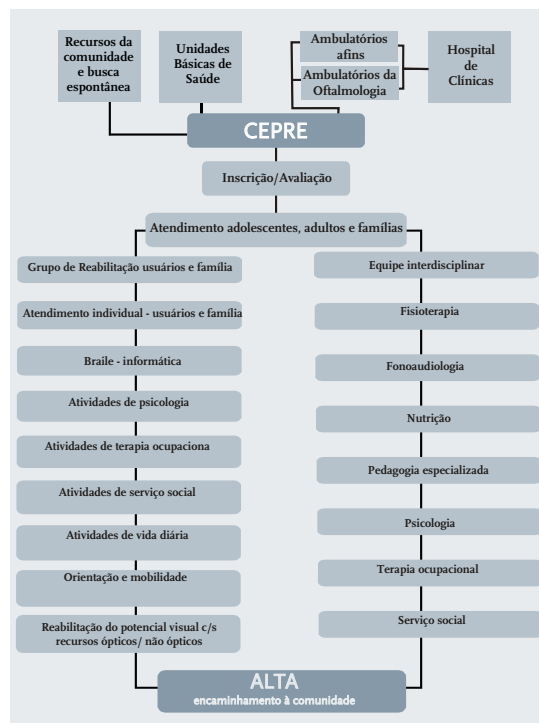 Recursos da
comunidade
e busca
espontânea
Unidades
Básicas de
Saúde
Ambulatórios
afins
Ambulatórios da
Oftalmologia
Hospital
de
Clínicas
CEPRE
Inscrição/Avaliação
Atendimento adolescentes, adultos e famílias
Grupo de Reabilitação usuários e família
Atendimento individual - usuários e família
Braile - informática
Atividades de psicologia
Atividades de terapia ocupaciona
Atividades de serviço social
Atividades de vida diária
Orientação e mobilidade
Reabilitação do potencial visual c/s
recursos ópticos/ não ópticos
Equipe interdisciplinar
Fisioterapia
Fonoaudiologia
Nutrição
Pedagogia especializada
Psicologia
Terapia ocupacional
Serviço social
ALTA
encaminhamento à comunidade